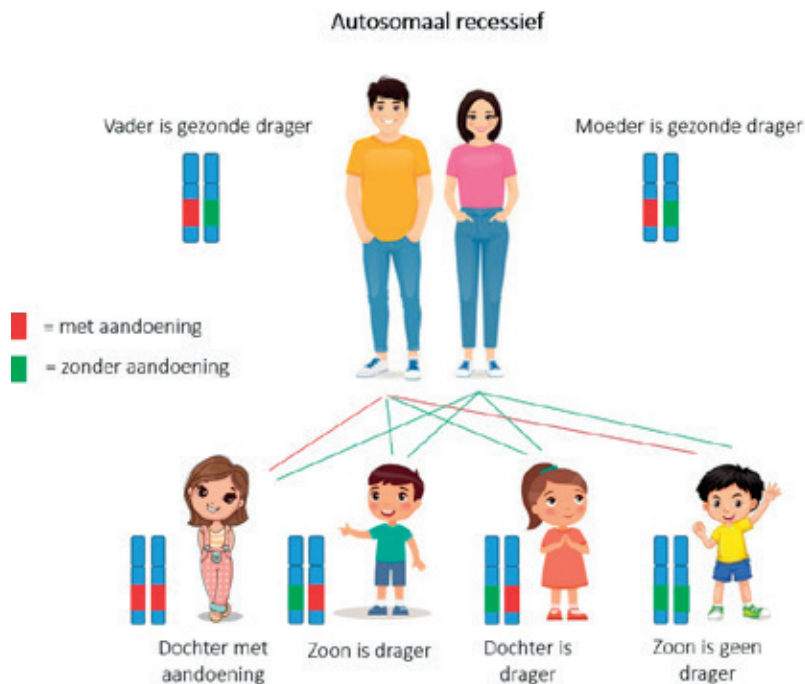 Autosomaal recessief
Vader is gezonde drager
Moeder is gezonde drager
= met aandoening
= zonder aandoening
Dochter met
aandoening
Zoon is drager
Dochter is
drager
Zoon is geen
drager